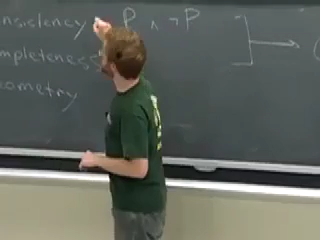 nsistency P ∧ ¬P ] → (
mpleteness
ometry